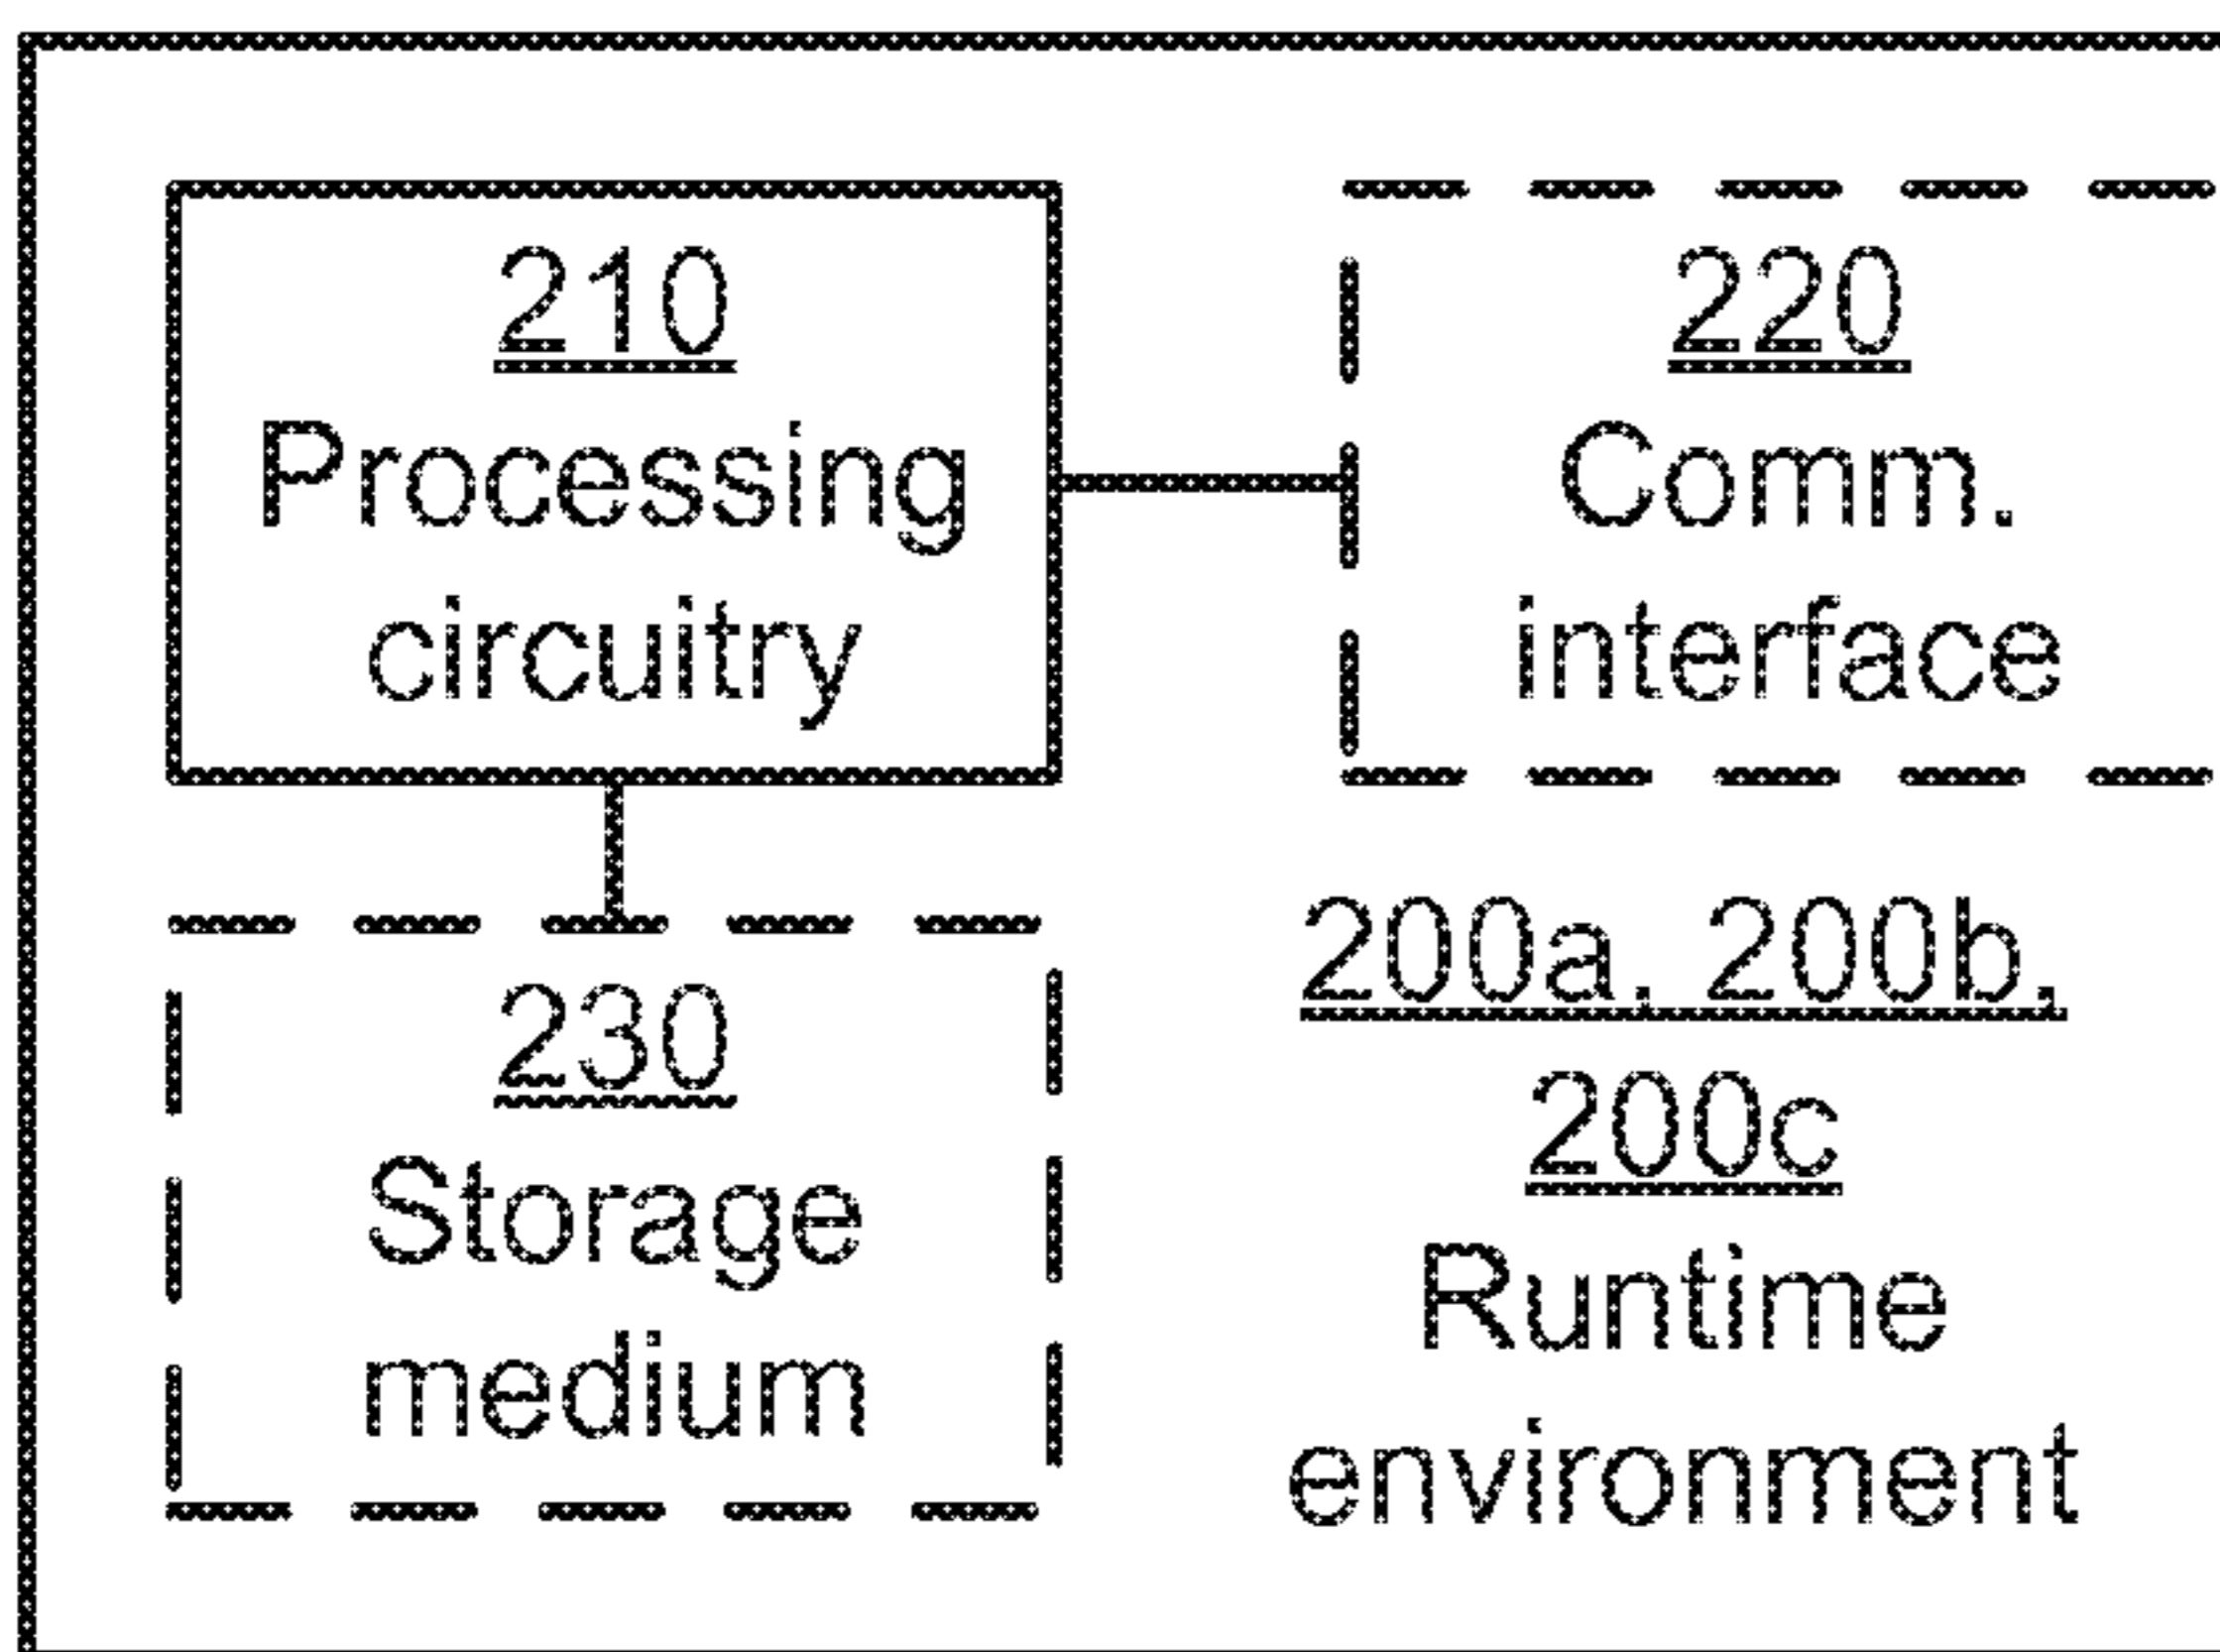 210
Processing
circuitry
220
Comm.
interface
230
Storage
medium
200a, 200b,
200c
Runtime
environment